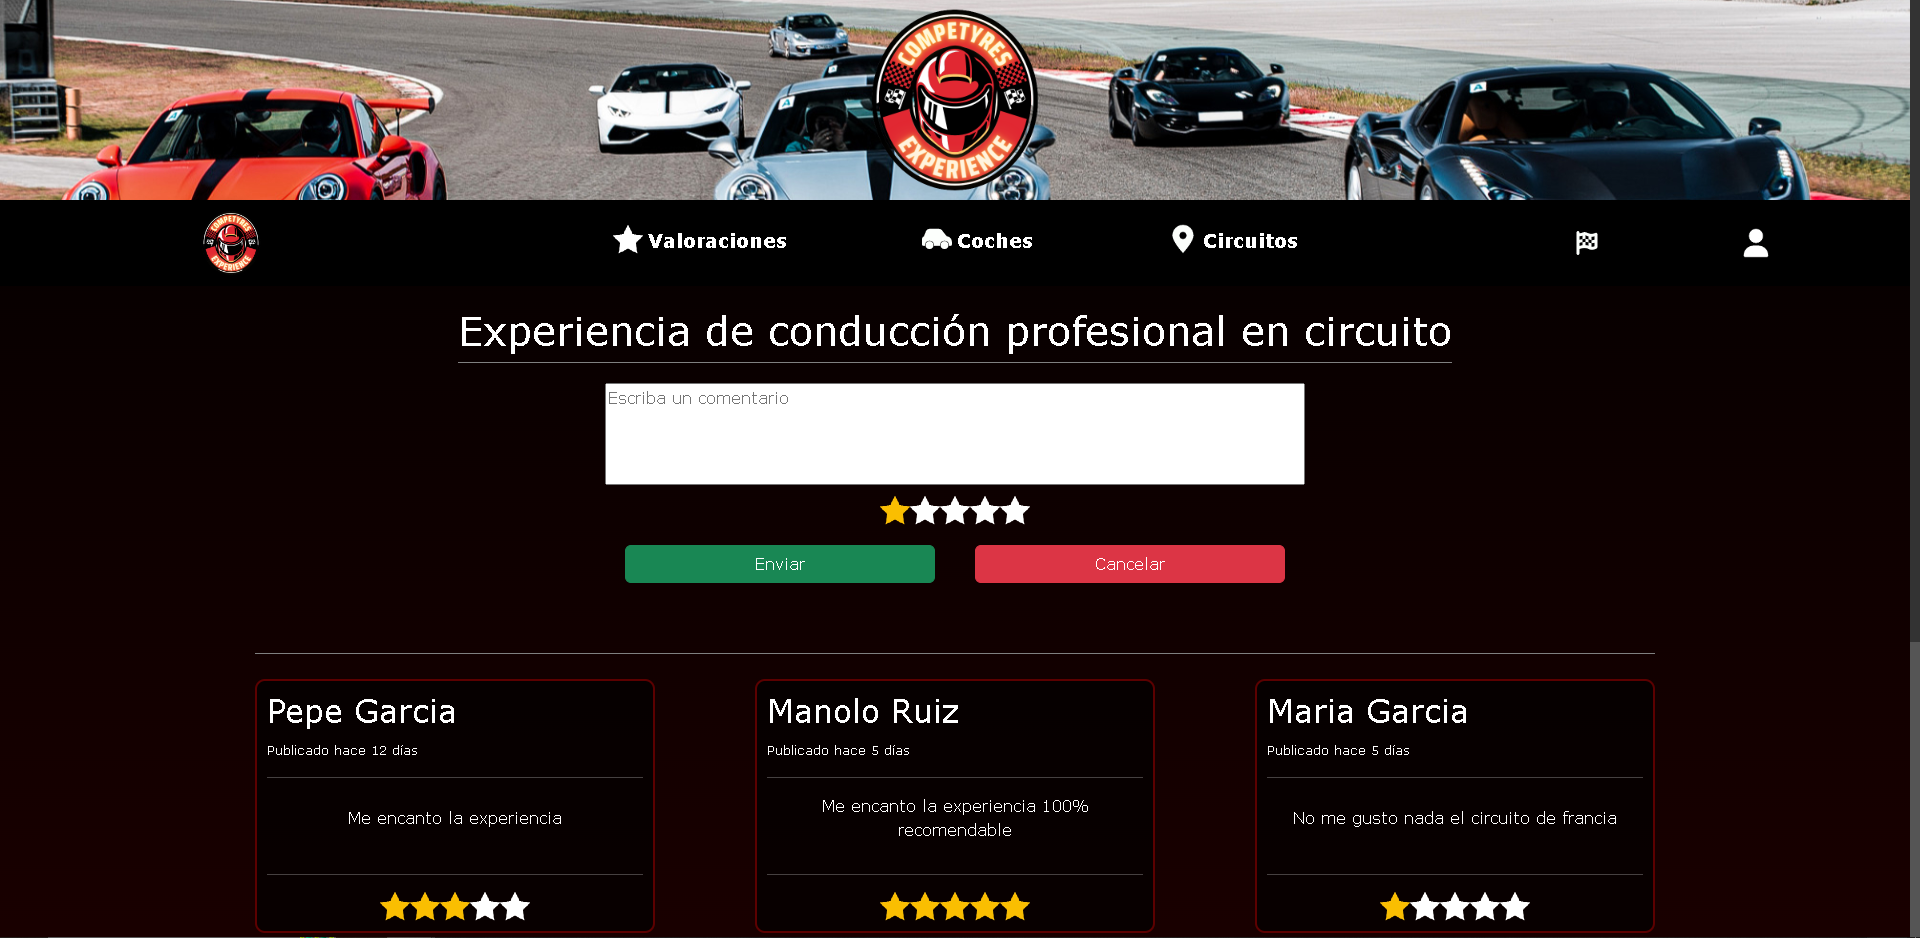 COMPETYRES
EXPERIENCE
COMPETYRES
EXPERIENCE
Valoraciones
Coches
Circuitos
Experiencia de conducción profesional en circuito
Escriba un comentario
Enviar
Cancelar
Pepe Garcia
Publicado hace 12 días
Me encanto la experiencia
Manolo Ruiz
Publicado hace 5 días
Me encanto la experiencia 100%
recomendable
Maria Garcia
Publicado hace 5 días
No me gusto nada el circuito de francia